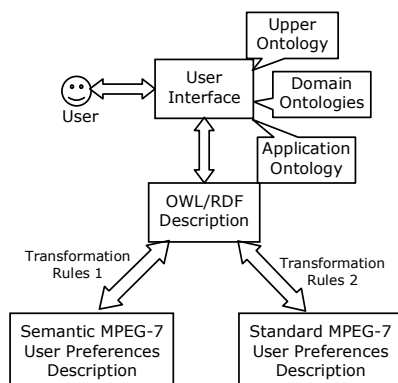 Upper
Ontology
User
Interface
Domain
Ontologies
User
Application
Ontology
OWL/RDF
Description
Transformation
Rules 1
Transformation
Rules 2
Semantic MPEG-7
User Preferences
Description
Standard MPEG-7
User Preferences
Description